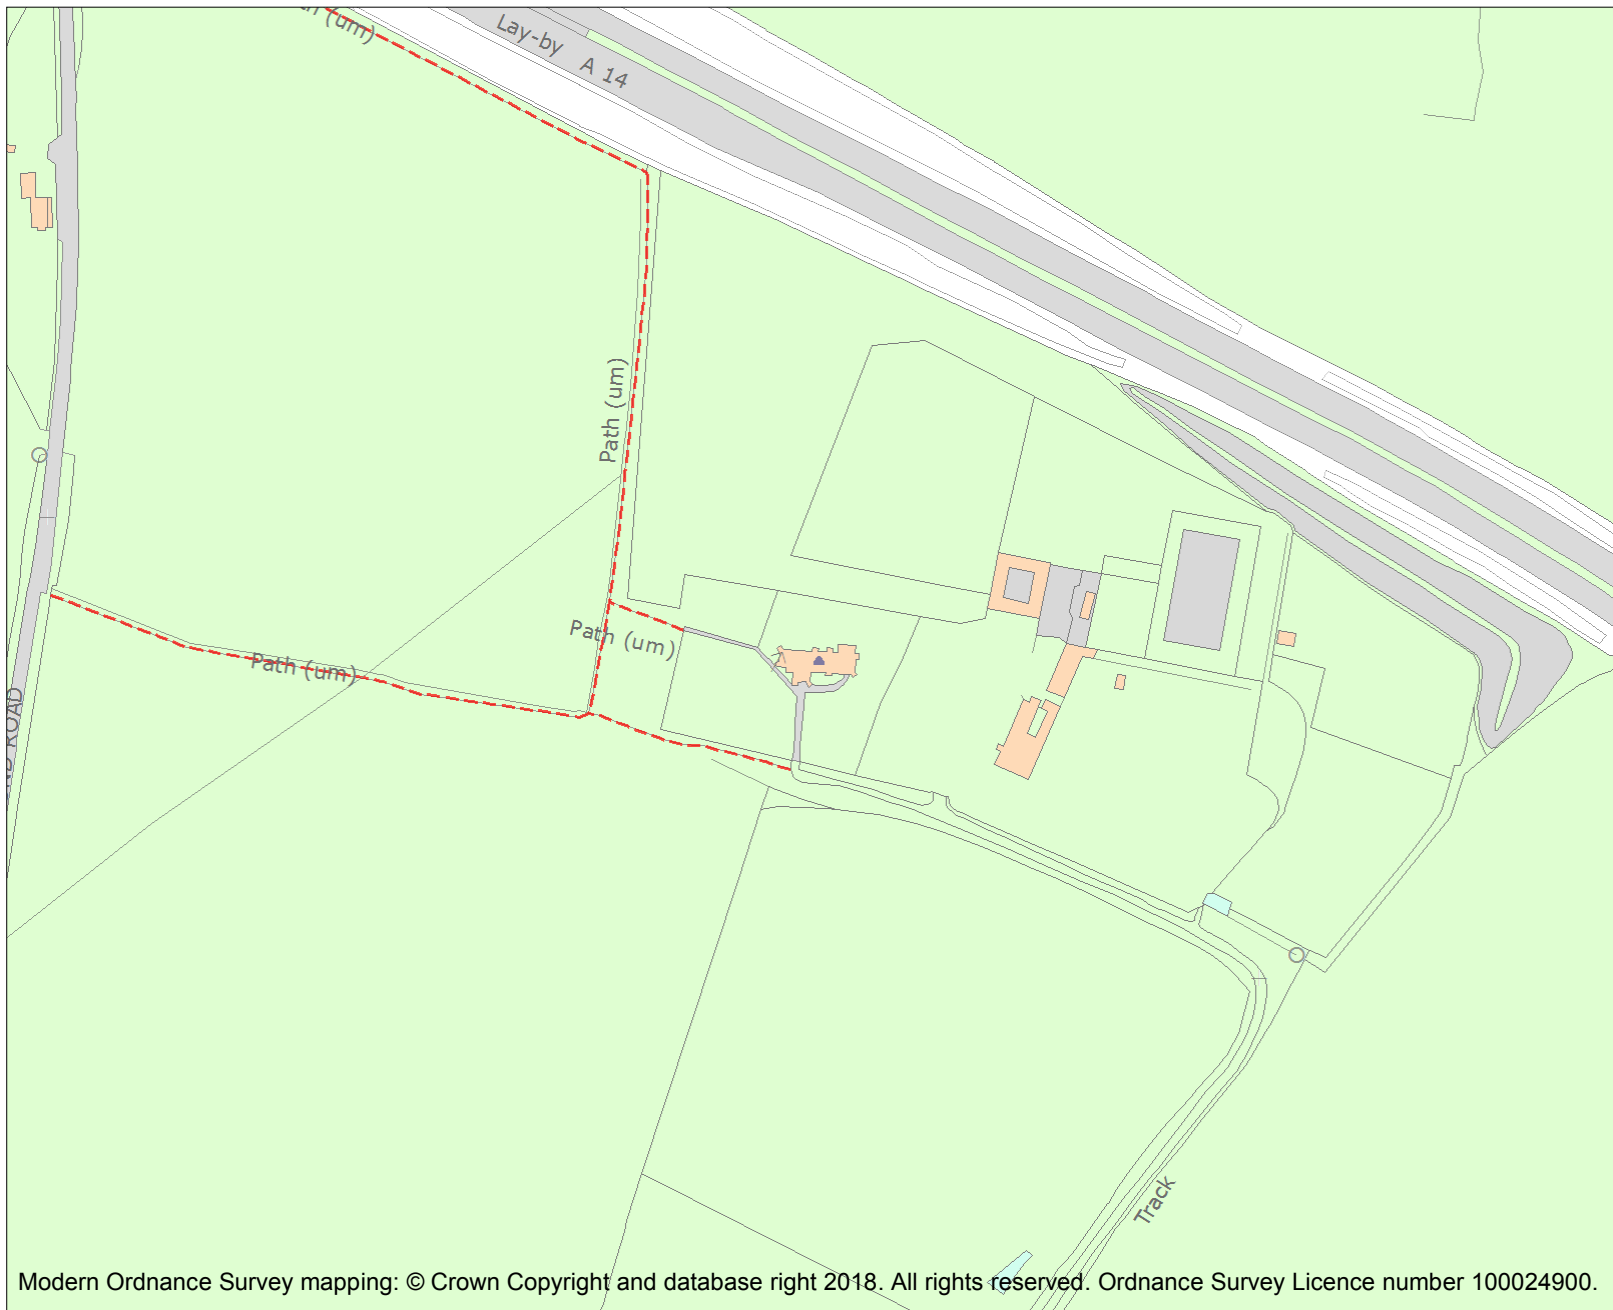 (um)
Lay-by
A 14
Path (um)
Path (um)
Path (um)
ROAD
Track
Modern Ordnance Survey mapping: © Crown Copyright and database right 2018. All rights reserved. Ordnance Survey Licence number 100024900.